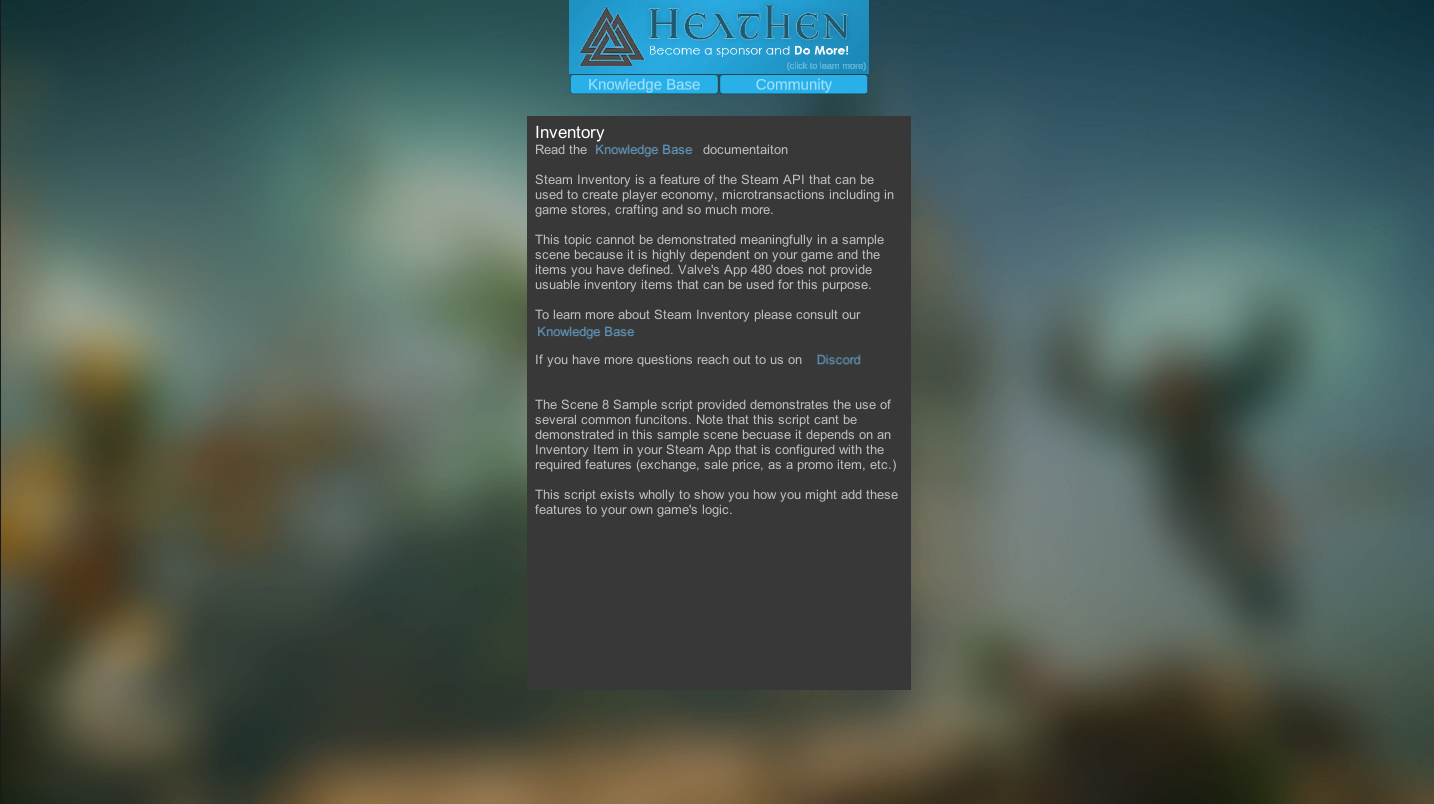 HEATHEN
Become a sponsor and Do More!
(click to learn more)
Knowledge Base Community
Inventory
Read the Knowledge Base documentaiton
Steam Inventory is a feature of the Steam API that can be
used to create player economy, microtransactions including in
game stores, crafting and so much more.
This topic cannot be demonstrated meaningfully in a sample
scene because it is highly dependent on your game and the
items you have defined. Valve's App 480 does not provide
usuable inventory items that can be used for this purpose.
To learn more about Steam Inventory please consult our
Knowledge Base
If you have more questions reach out to us on Discord
The Scene 8 Sample script provided demonstrates the use of
several common funcitons. Note that this script cant be
demonstrated in this sample scene becuase it depends on an
Inventory Item in your Steam App that is configured with the
required features (exchange, sale price, as a promo item, etc.)
This script exists wholly to show you how you might add these
features to your own game's logic.